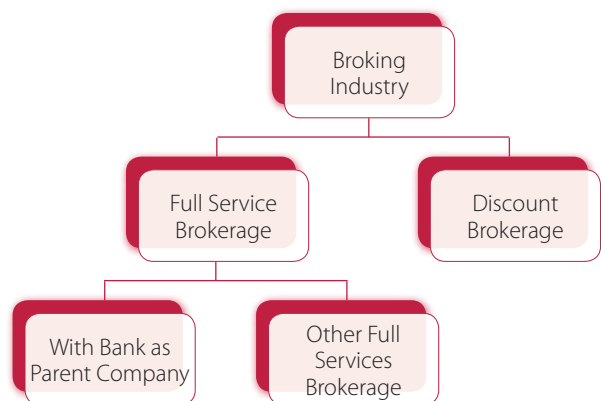 Broking
Industry
Full Service
Brokerage
Discount
Brokerage
With Bank as
Parent Company
Other Full
Services
Brokerage